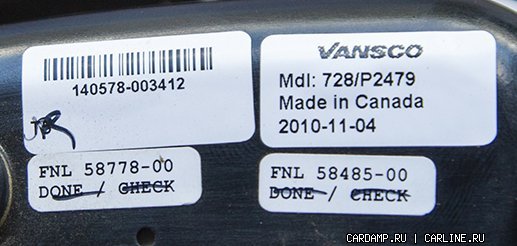 140578-003412
FNL 58778-00
DONE / CHECK
VANSCO
Mdl: 728/P2479
Made in Canada
2010-11-04
FNL 58485-00
DONE / CHECK
CARDAMP.RU | CARLINE.RU